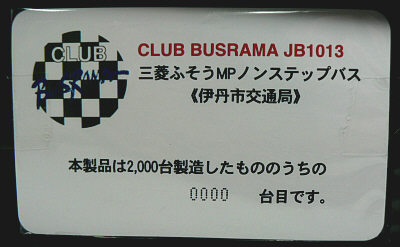 CLUB
BUSRAMA
CLUB BUSRAMA JB1013
三菱ふそうMPノンステップバス
《伊丹市交通局》
本製品は2,000台製造したもののうちの
0000 台目です。